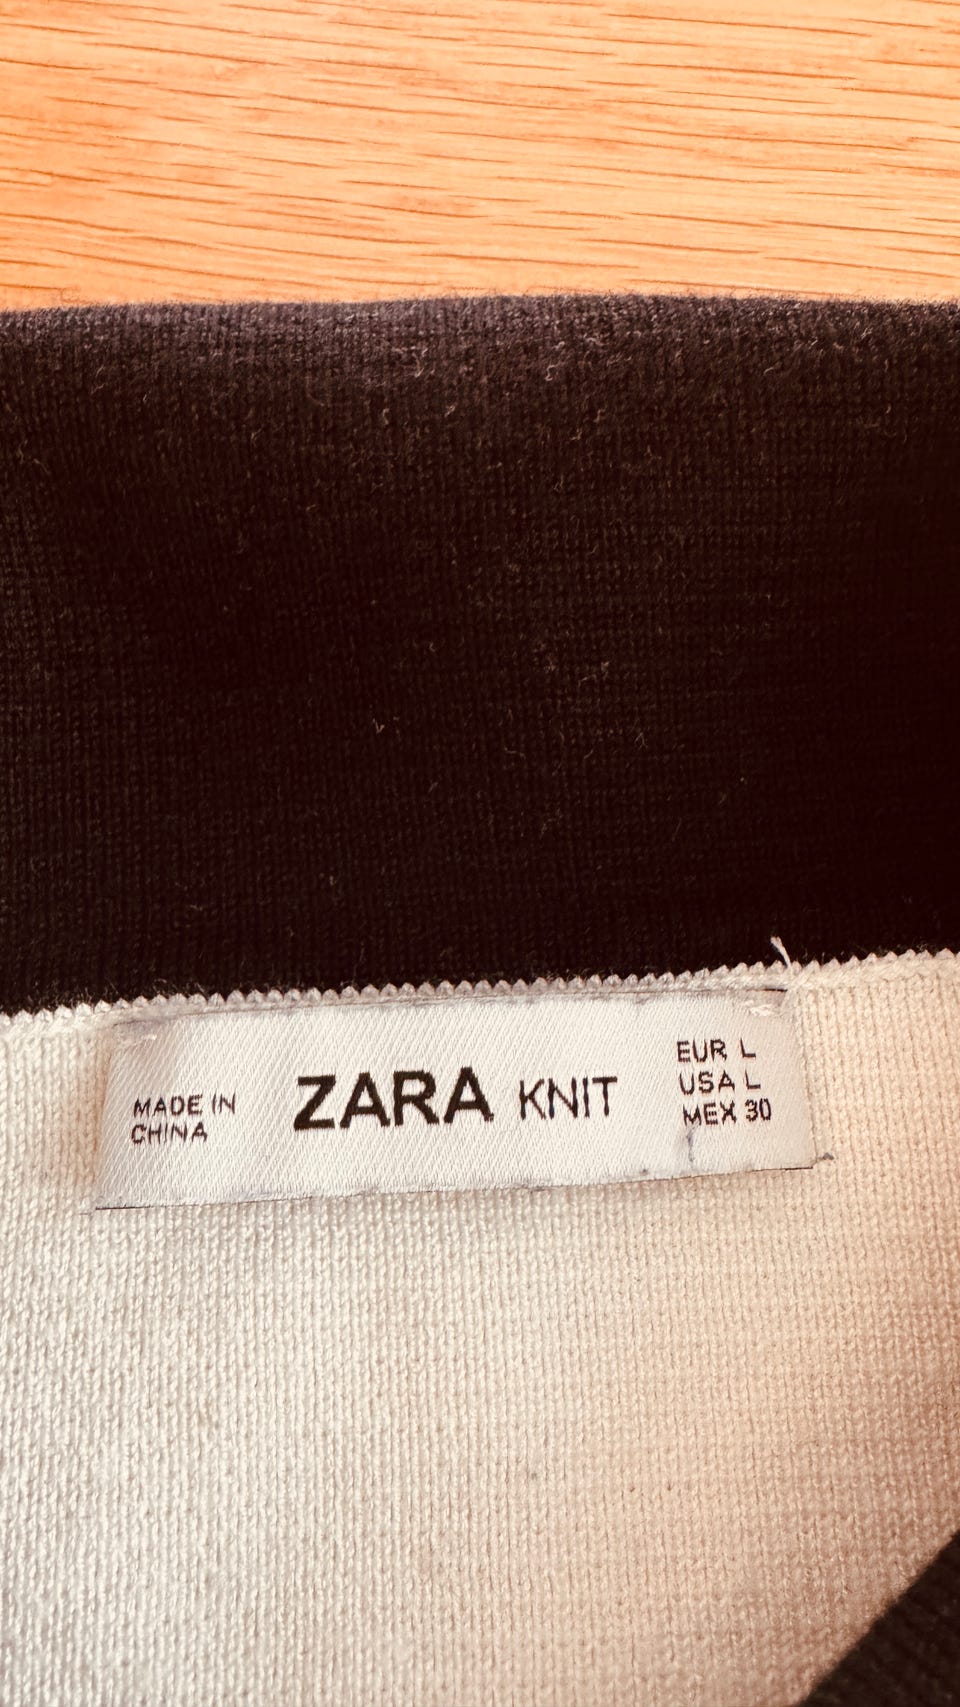 MADE IN
CHINA
ZARA KNIT
EUR L
USA L
MEX 30